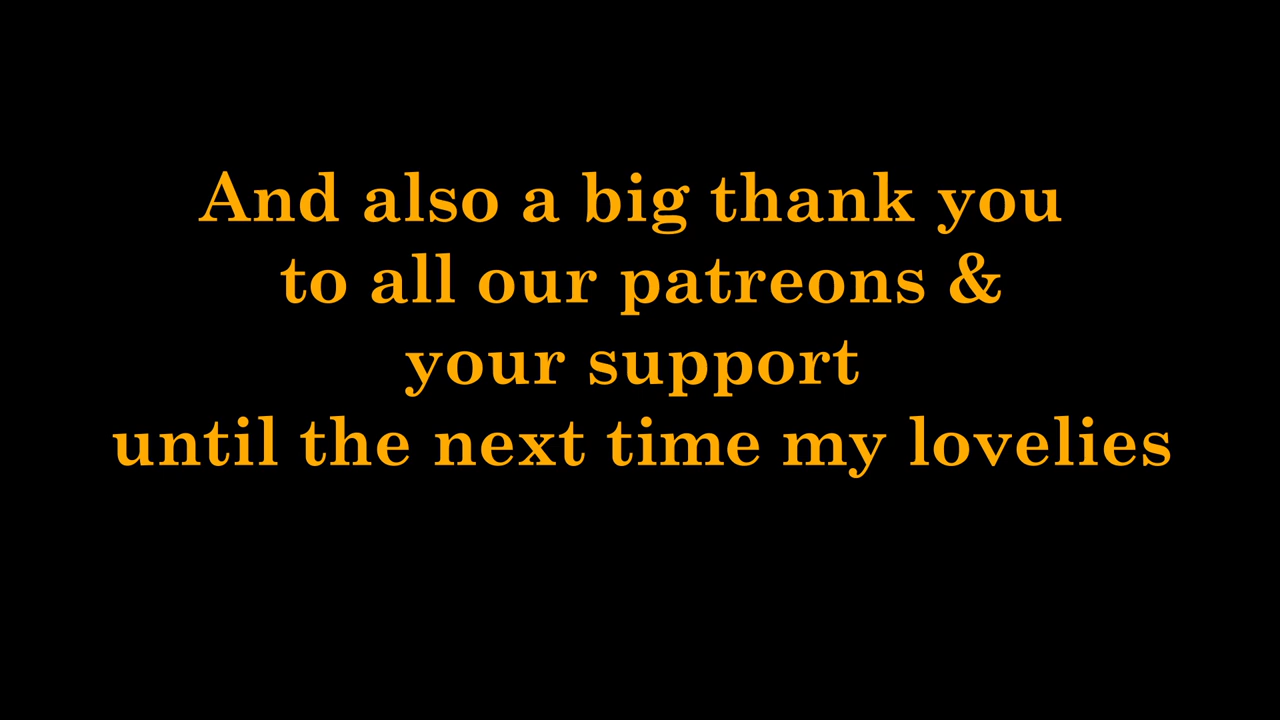 And also a big thank you
to all our patreons &
your support
until the next time my lovelies